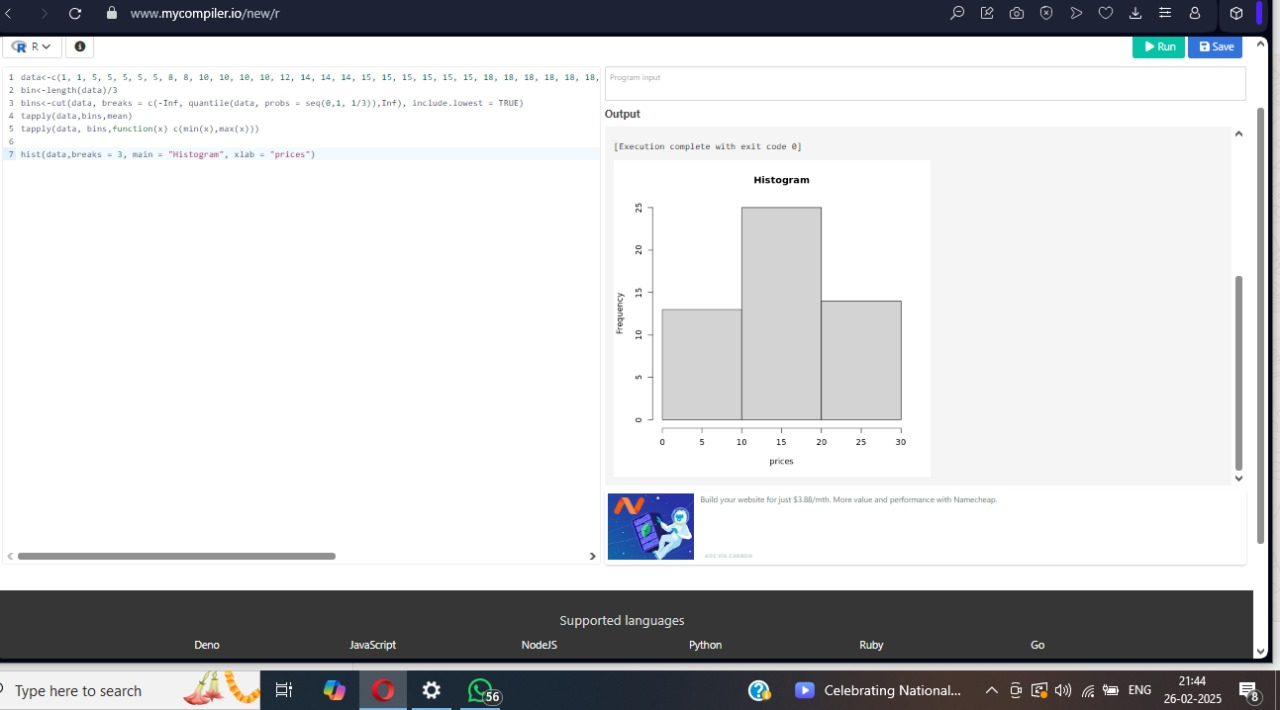 www.mycompiler.io/new/r
R
Run
Save
1 data<-c(1, 1, 5, 5, 5, 5, 5, 8, 8, 10, 10, 10, 10, 12, 14, 14, 14, 15, 15, 15, 15, 15, 15, 18, 18, 18, 18, 18, 18,
2 bin<-length(data)/3
3 bins<-cut(data, breaks = c(-Inf, quantile(data, probs = seq(0,1, 1/3)),Inf), include.lowest = TRUE)
4 tapply(data,bins,mean)
5 tapply(data, bins,function(x) c(min(x),max(x)))
6
7 hist(data,breaks = 3, main = "Histogram", xlab = "prices")
Program input
Output
[Execution complete with exit code 0]
Histogram
Frequency
25
20
15
10
5
0
0 5 10 15 20 25 30
prices
Build your website for just $3.88/mth. More value and performance with Namecheap.
ADS VIA CARBON
Supported languages
Deno JavaScript NodeJS Python Ruby Go
Type here to search
56
Celebrating National...
ENG
21:44
26-02-2025
8